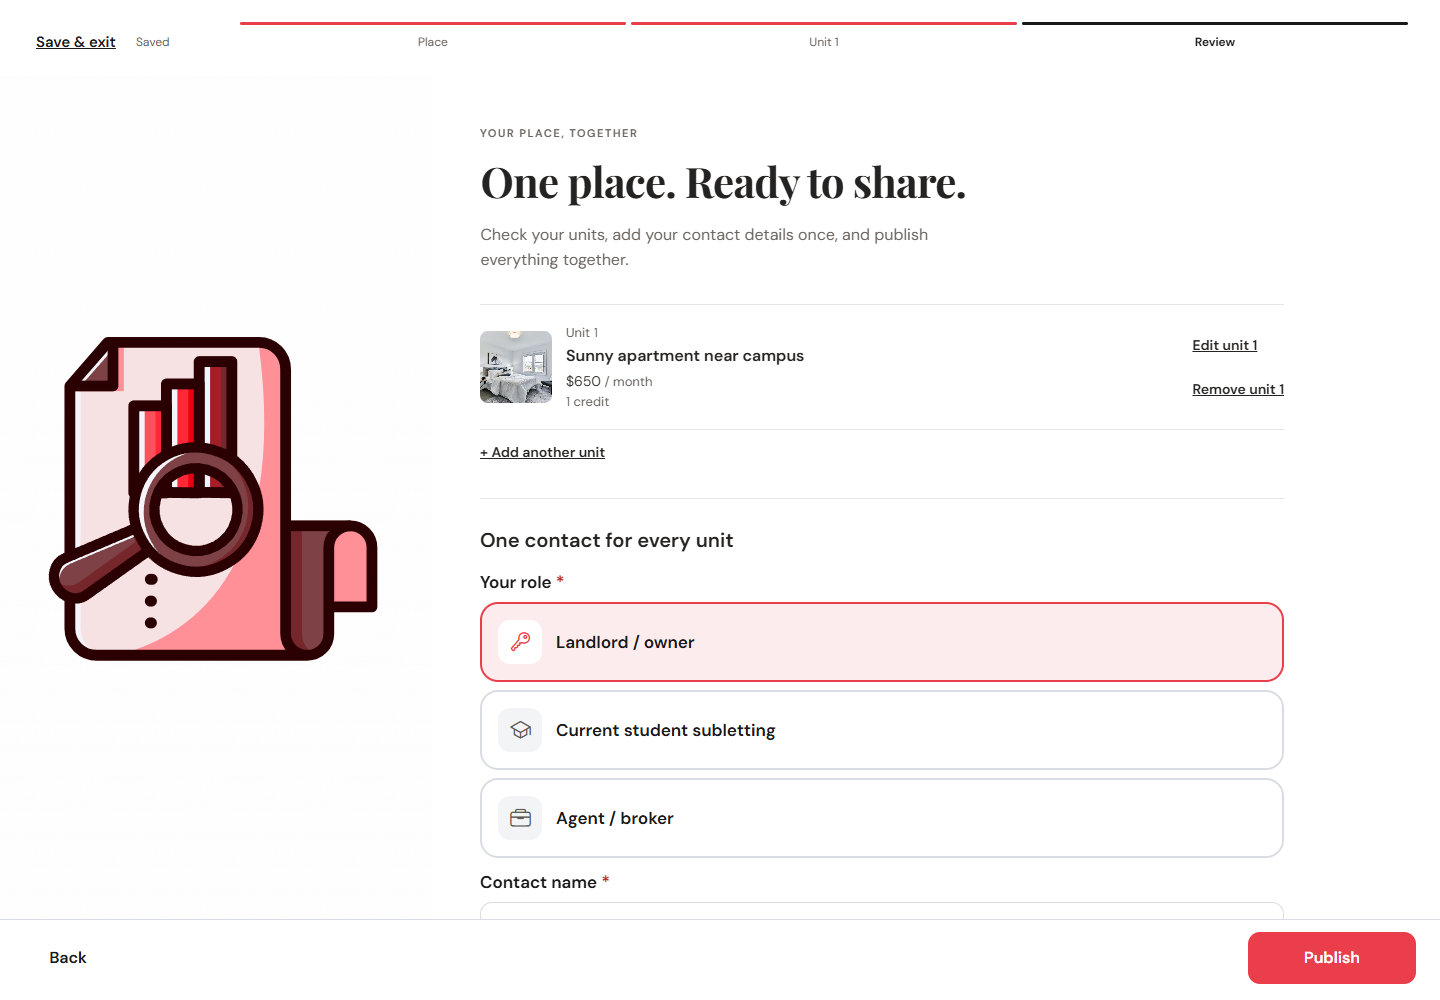 Save & exit
Saved
Place
Unit 1
Review
YOUR PLACE, TOGETHER
One place. Ready to share.
Check your units, add your contact details once, and publish
everything together.
Unit 1
Sunny apartment near campus
$650 / month
1 credit
Edit unit 1
Remove unit 1
+ Add another unit
One contact for every unit
Your role *
Landlord / owner
Current student subletting
Agent / broker
Contact name *
Back
Publish